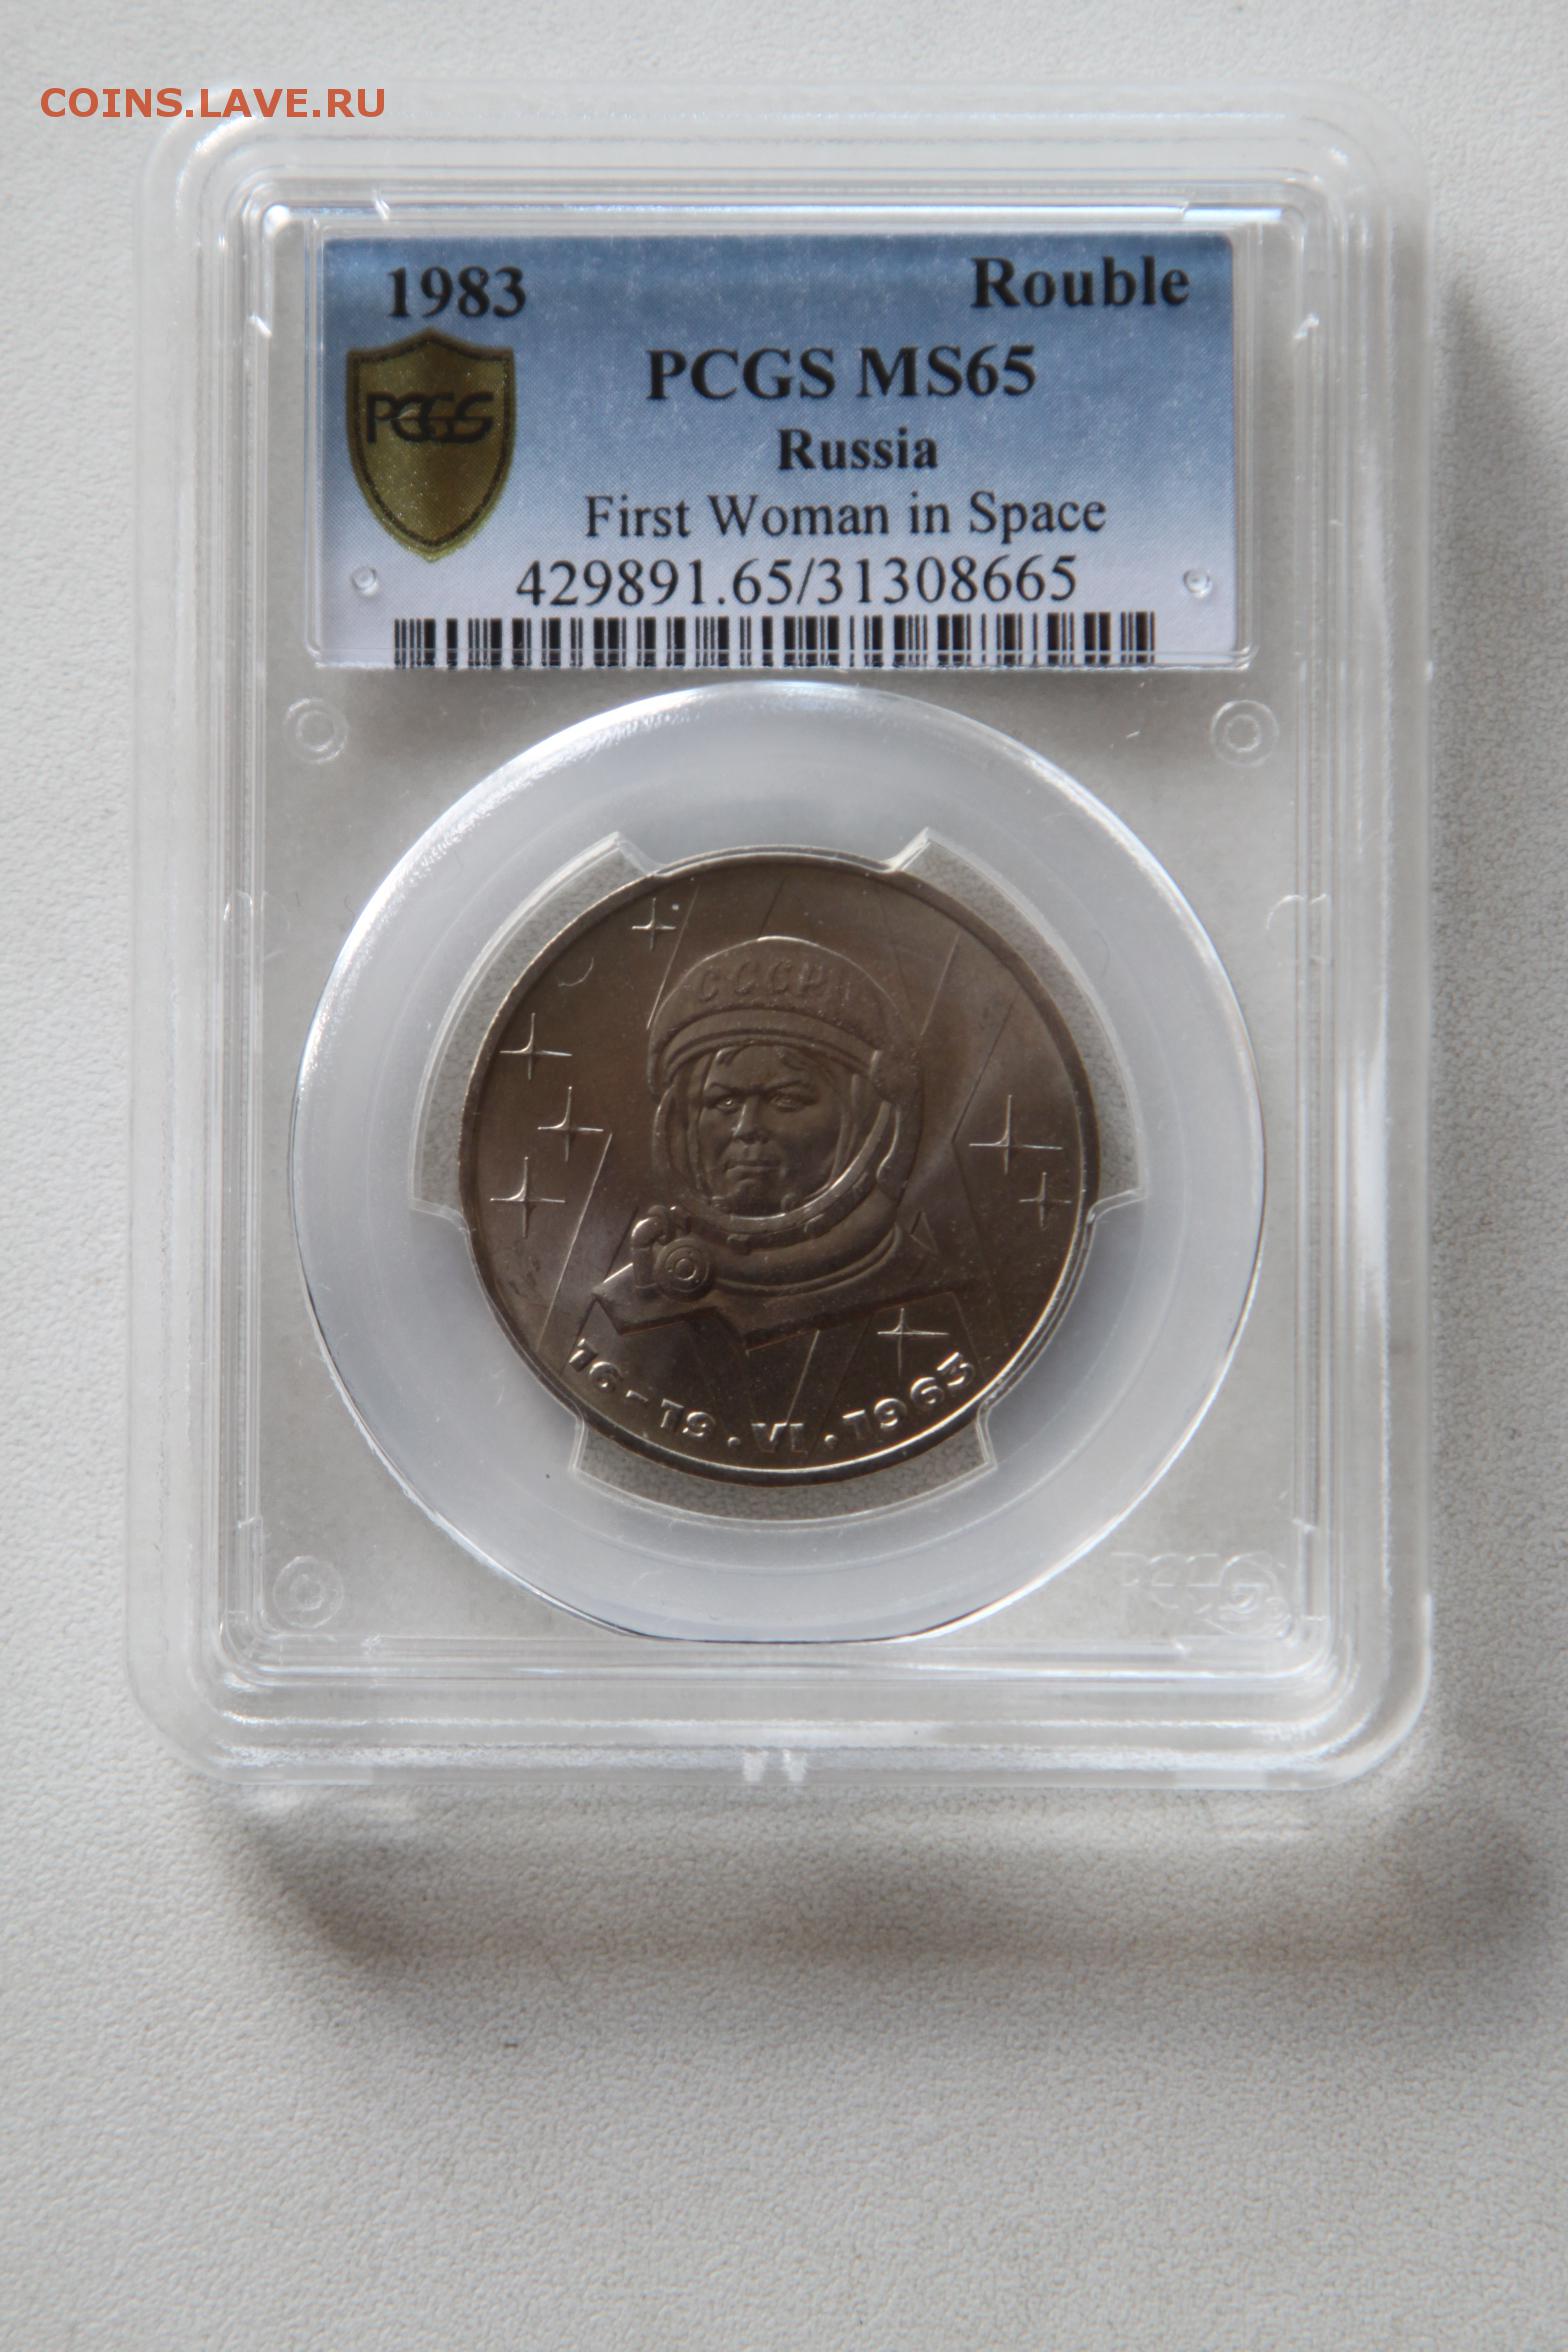 COINS.LAVE.RU
1983 Rouble
PCGS
PCGS MS65
Russia
First Woman in Space
429891.65/31308665
СССР
16-19.VI.1963
PCGS